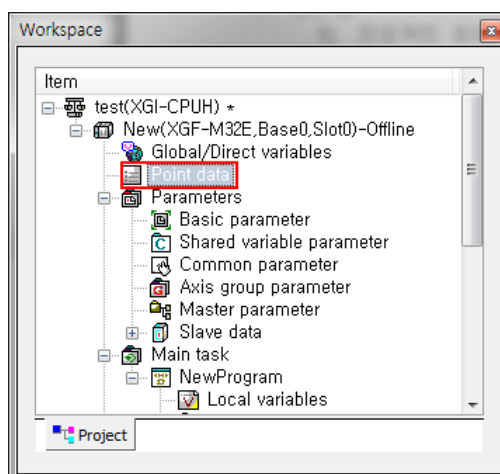 Workspace
Item
test(XGI-CPUH) *
New(XGF-M32E,Base0,Slot0)-Offline
Global/Direct variables
Point data
Parameters
Basic parameter
Shared variable parameter
Common parameter
Axis group parameter
Master parameter
Slave data
Main task
NewProgram
Local variables
Project